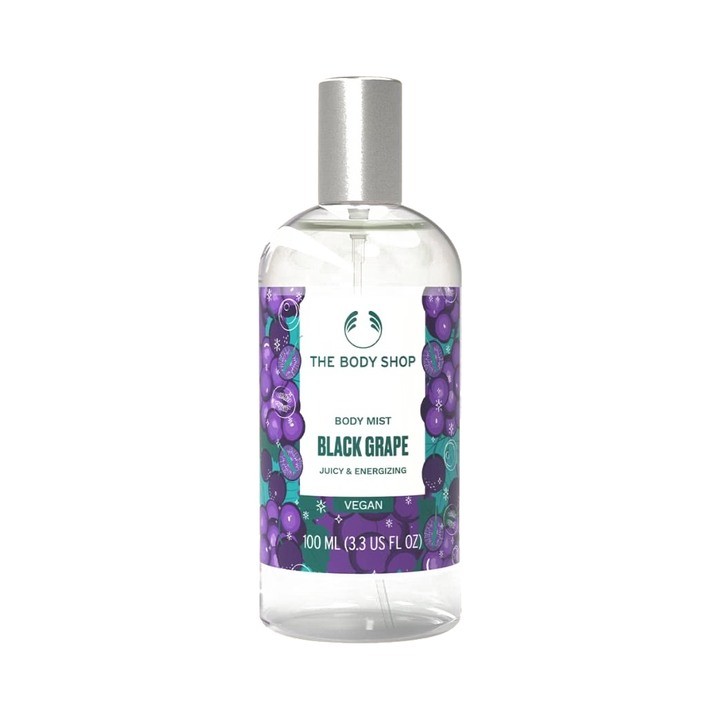 THE BODY SHOP
BODY MIST
BLACK GRAPE
JUICY & ENERGIZING
VEGAN
100 ML (3.3 US FL OZ)